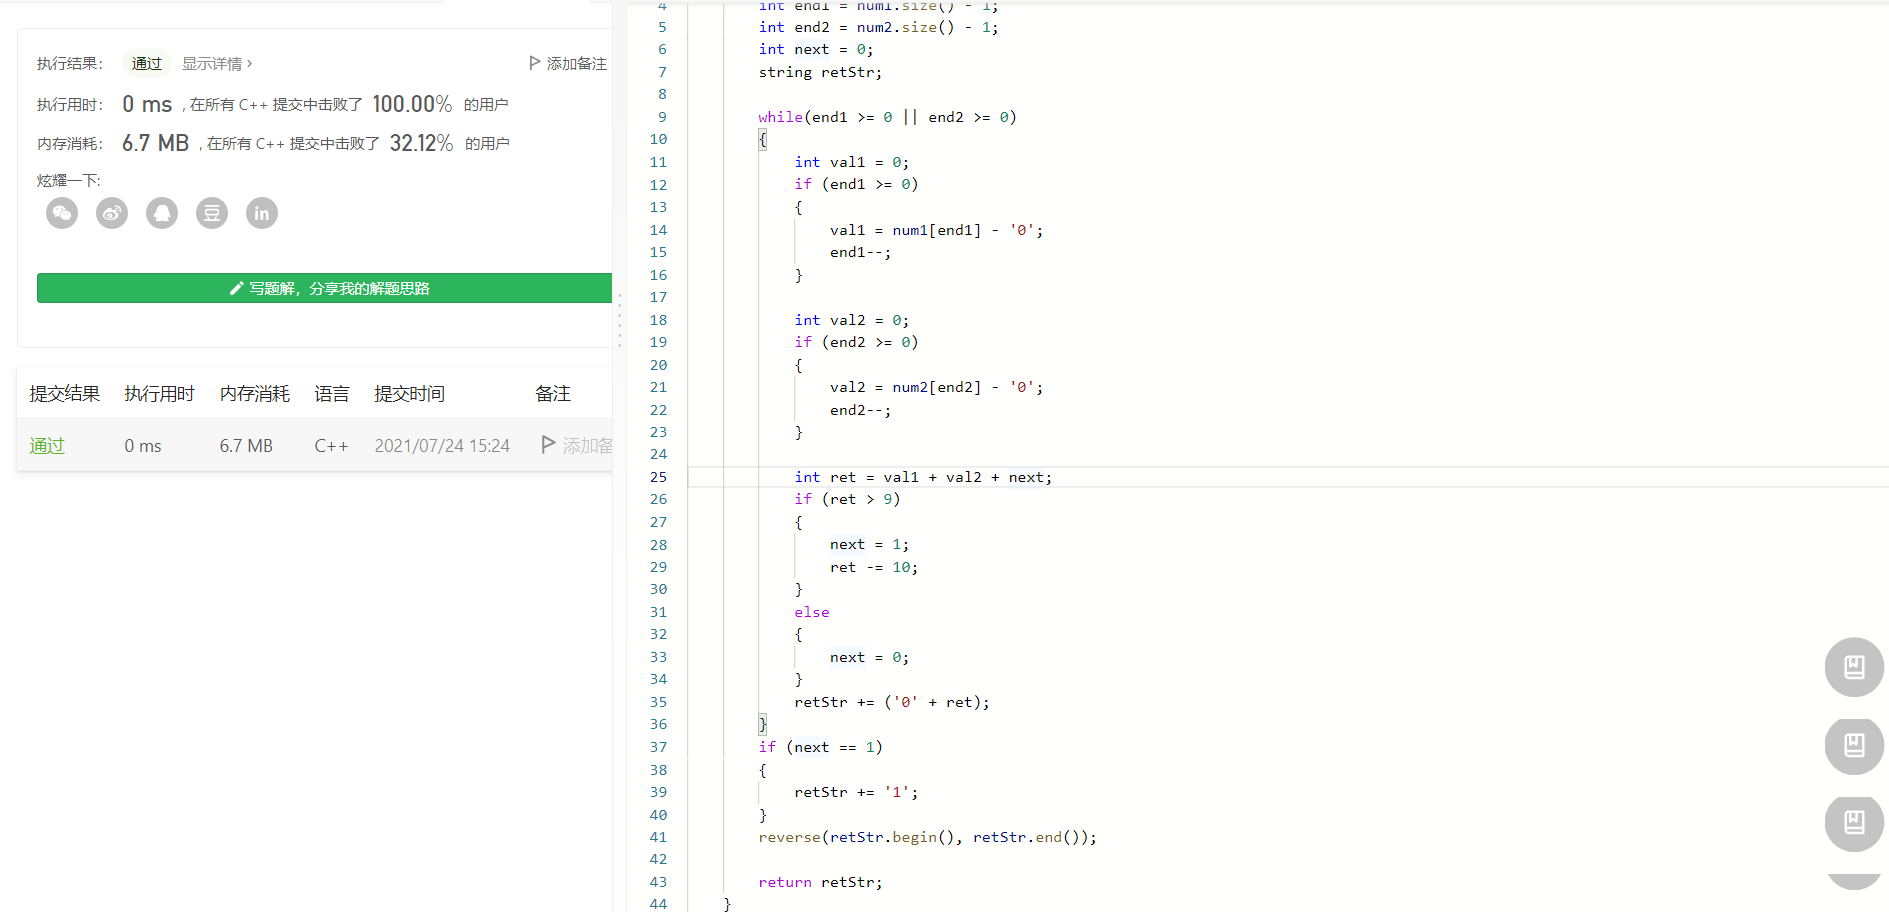 执行结果： 通过 显示详情 › 添加备注
执行用时： 0 ms , 在所有 C++ 提交中击败了 100.00% 的用户
内存消耗： 6.7 MB , 在所有 C++ 提交中击败了 32.12% 的用户
炫耀一下:
写题解，分享我的解题思路
提交结果 执行用时 内存消耗 语言 提交时间 备注
通过 0 ms 6.7 MB C++ 2021/07/24 15:24 添加备
4 int end1 = num1.size() - 1;
5 int end2 = num2.size() - 1;
6 int next = 0;
7 string retStr;
8
9 while(end1 >= 0 || end2 >= 0)
10 {
11 int val1 = 0;
12 if (end1 >= 0)
13 {
14 val1 = num1[end1] - '0';
15 end1--;
16 }
17
18 int val2 = 0;
19 if (end2 >= 0)
20 {
21 val2 = num2[end2] - '0';
22 end2--;
23 }
24
25 int ret = val1 + val2 + next;
26 if (ret > 9)
27 {
28 next = 1;
29 ret -= 10;
30 }
31 else
32 {
33 next = 0;
34 }
35 retStr += ('0' + ret);
36 }
37 if (next == 1)
38 {
39 retStr += '1';
40 }
41 reverse(retStr.begin(), retStr.end());
42
43 return retStr;
44 }